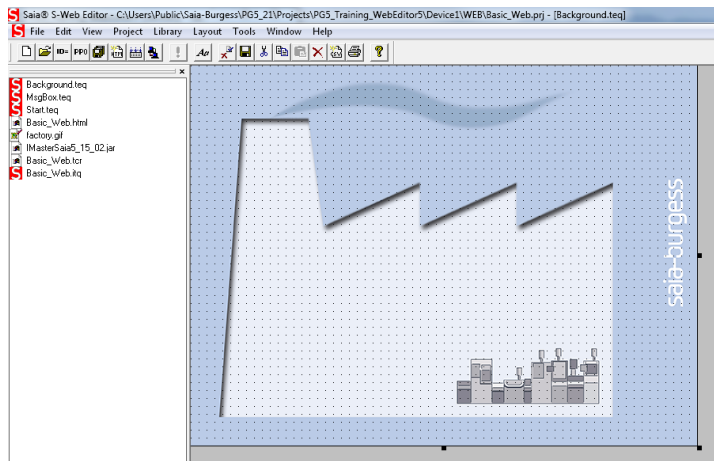 Saia® S-Web Editor - C:\Users\Public\Saia-Burgess\PG5_21\Projects\PG5_Training_WebEditor5\Device1\WEB\Basic_Web.prj - [Background.teq]
File Edit View Project Library Layout Tools Window Help
ID= PPO Aa ?
Background.teq
MsgBox.teq
Start.teq
Basic_Web.html
factory.gif
IMasterSaia5_15_02.jar
Basic_Web.tcr
Basic_Web.itq
saia-burgess